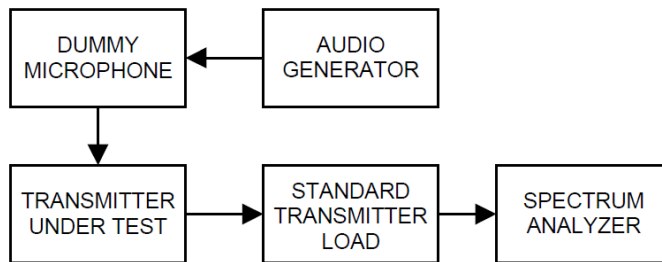 DUMMY
MICROPHONE
AUDIO
GENERATOR
TRANSMITTER
UNDER TEST
STANDARD
TRANSMITTER
LOAD
SPECTRUM
ANALYZER